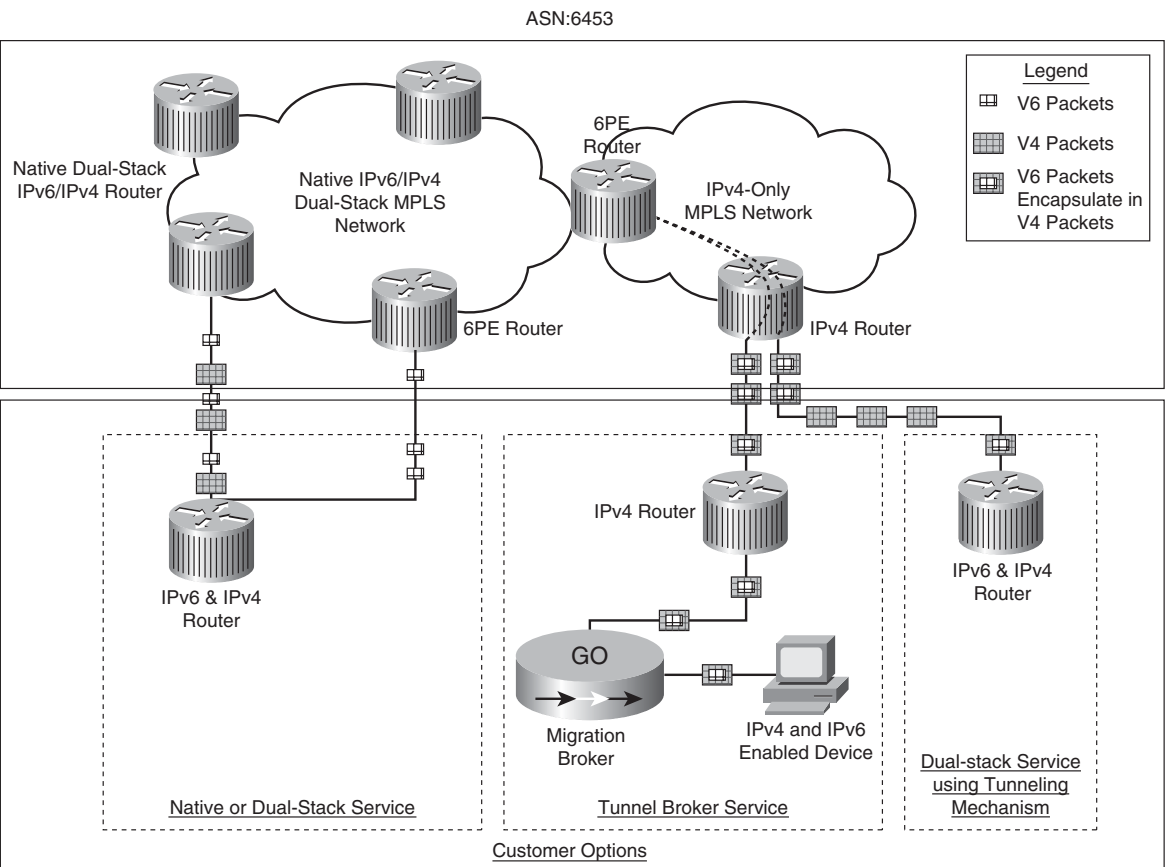 ASN:6453
Legend
V6 Packets
V4 Packets
V6 Packets
Encapsulate in
V4 Packets
Native Dual-Stack
IPv6/IPv4 Router
Native IPv6/IPv4
Dual-Stack MPLS
Network
6PE
Router
IPv4-Only
MPLS Network
6PE Router
IPv4 Router
IPv4 Router
IPv6 & IPv4
Router
IPv6 & IPv4
Router
GO
Migration
Broker
IPv4 and IPv6
Enabled Device
Native or Dual-Stack Service
Tunnel Broker Service
Dual-stack Service
using Tunneling
Mechanism
Customer Options